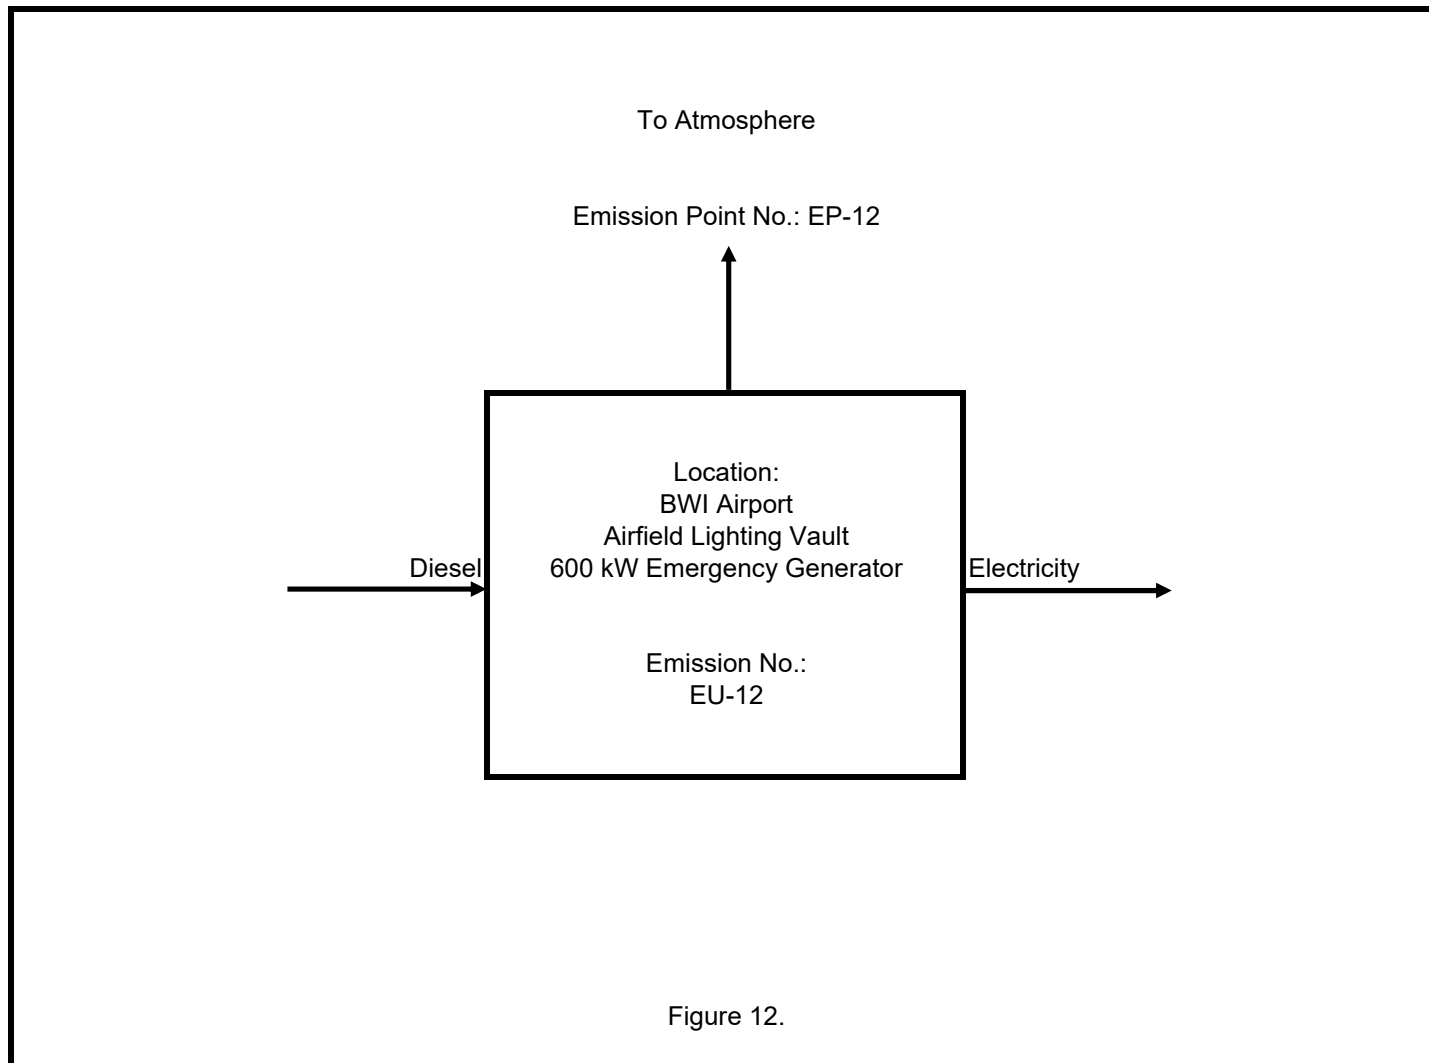 To Atmosphere
Emission Point No.: EP-12
Location:
BWI Airport
Airfield Lighting Vault
Diesel
600 kW Emergency Generator
Electricity
Emission No.:
EU-12
Figure 12.